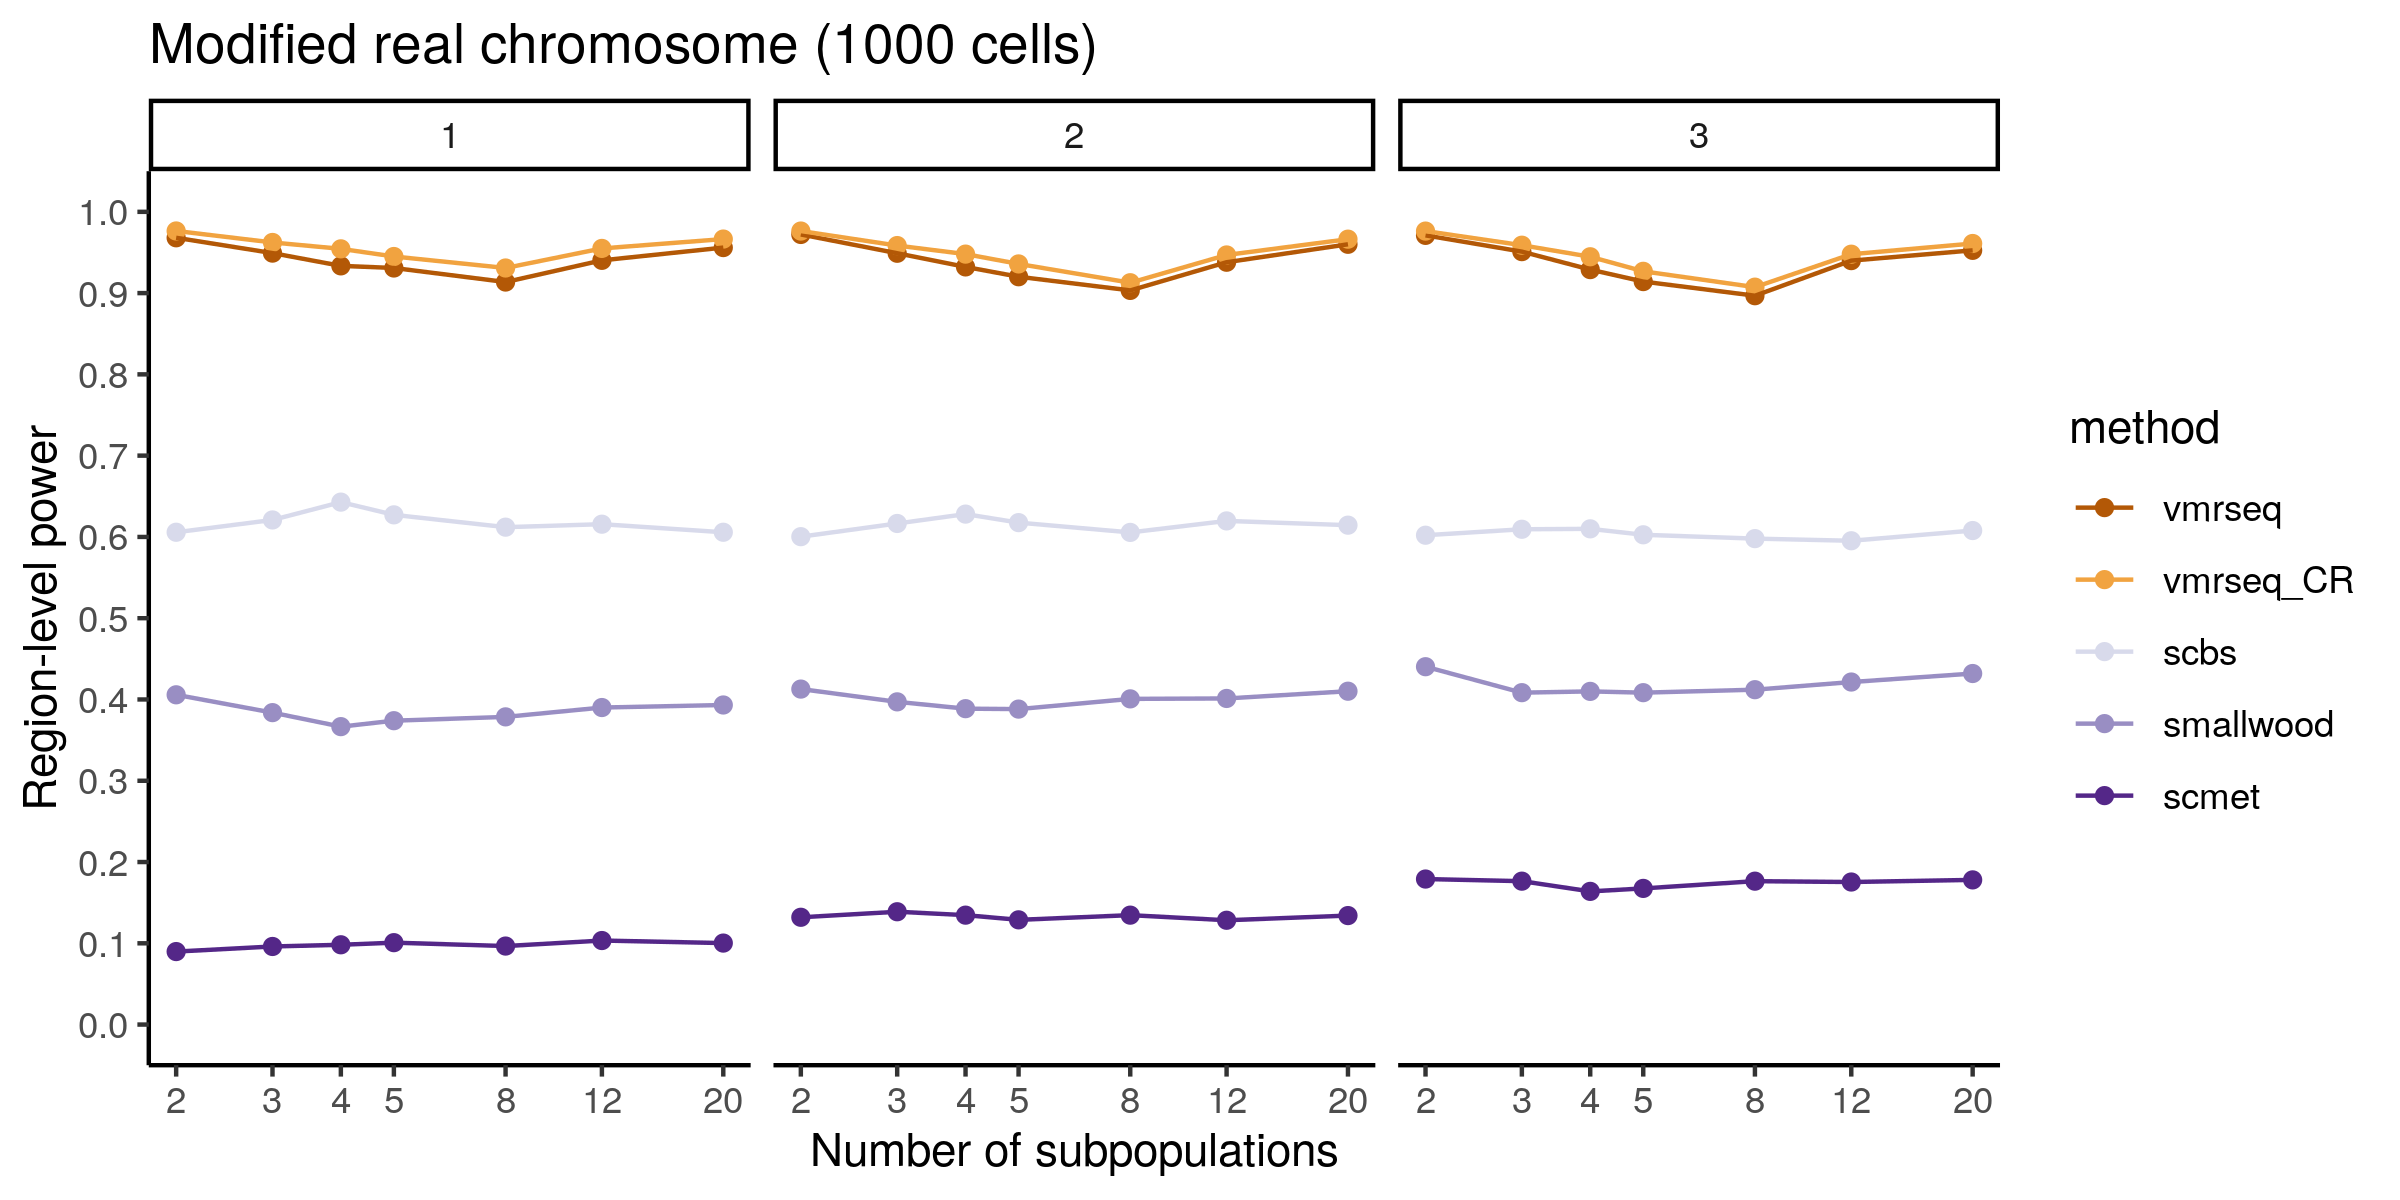 Modified real chromosome (1000 cells)
1 2 3
Region-level power
1.0
0.9
0.8
0.7
0.6
0.5
0.4
0.3
0.2
0.1
0.0
2 3 4 5 8 12 20 2 3 4 5 8 12 20 2 3 4 5 8 12 20
Number of subpopulations
method
vmrseq
vmrseq_CR
scbs
smallwood
scmet